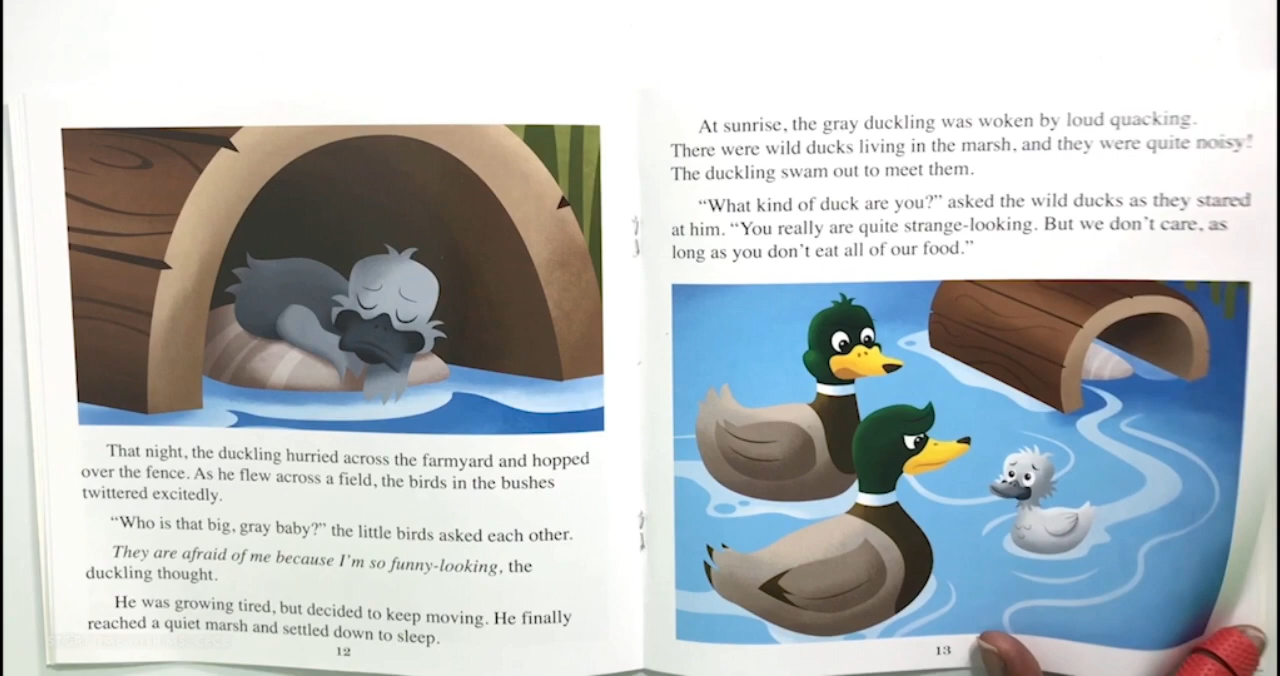 That night, the duckling hurried across the farmyard and hopped
over the fence. As he flew across a field, the birds in the bushes
twittered excitedly.
“Who is that big, gray baby?” the little birds asked each other.
They are afraid of me because I’m so funny-looking, the
duckling thought.
He was growing tired, but decided to keep moving. He finally
reached a quiet marsh and settled down to sleep.
12
At sunrise, the gray duckling was woken by loud quacking.
There were wild ducks living in the marsh, and they were quite noisy!
The duckling swam out to meet them.
“What kind of duck are you?” asked the wild ducks as they stared
at him. “You really are quite strange-looking. But we don’t care, as
long as you don’t eat all of our food.”
13